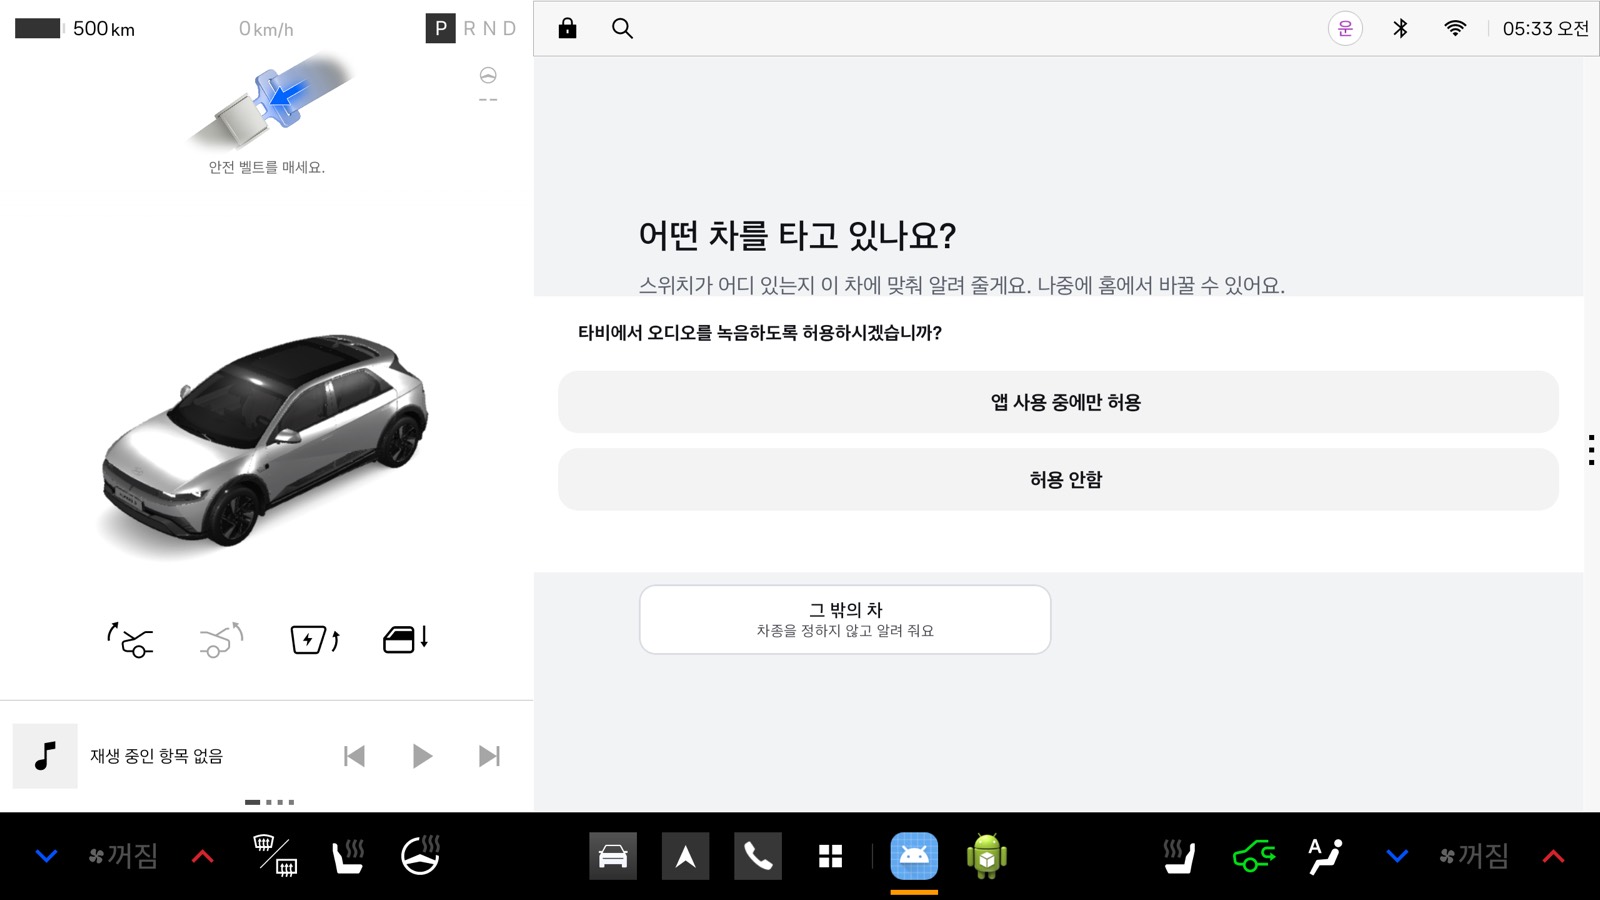 500 km
0 km/h
P R N D
운
05:33 오전
--
안전 벨트를 매세요.
어떤 차를 타고 있나요?
스위치가 어디 있는지 이 차에 맞춰 알려 줄게요. 나중에 홈에서 바꿀 수 있어요.
타비에서 오디오를 녹음하도록 허용하시겠습니까?
앱 사용 중에만 허용
허용 안함
그 밖의 차
차종을 정하지 않고 알려 줘요
재생 중인 항목 없음
꺼짐
A
꺼짐